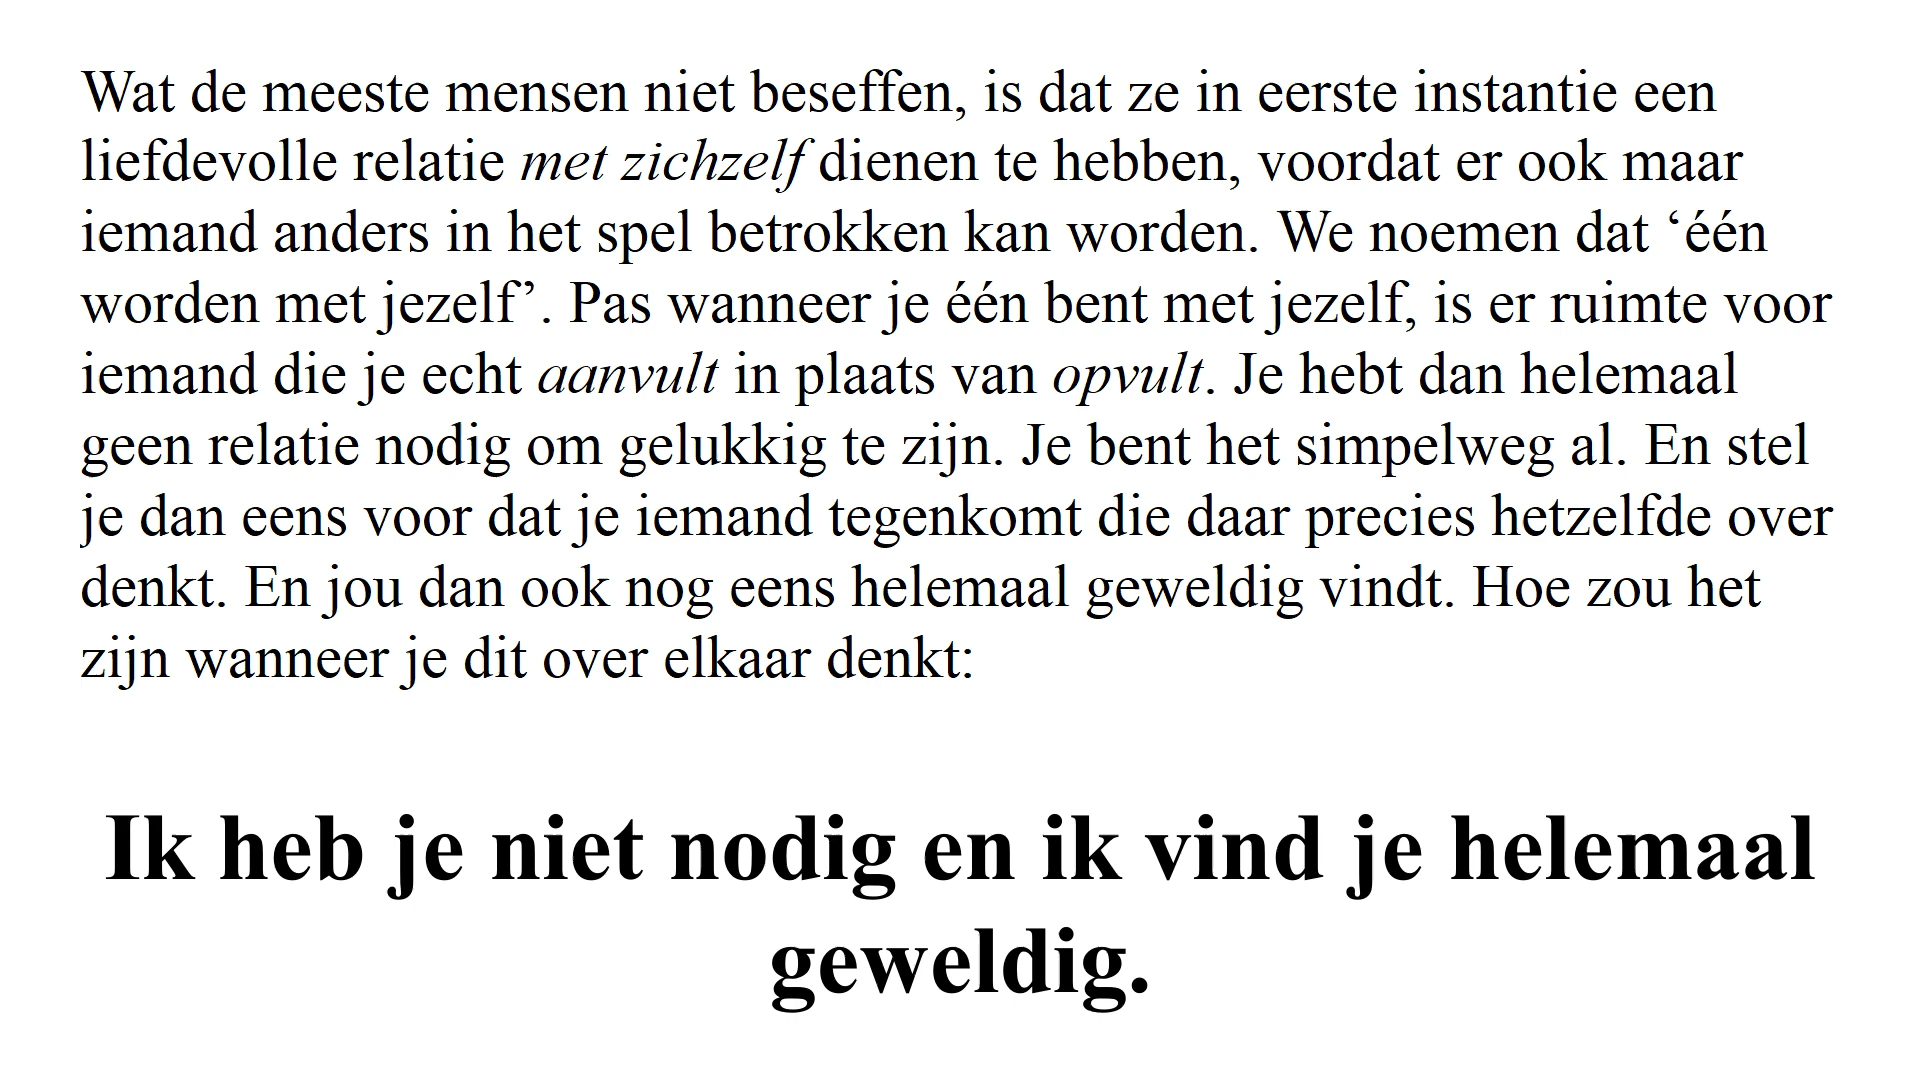 Wat de meeste mensen niet beseffen, is dat ze in eerste instantie een
liefdevolle relatie met zichzelf dienen te hebben, voordat er ook maar
iemand anders in het spel betrokken kan worden. We noemen dat ‘één
worden met jezelf’. Pas wanneer je één bent met jezelf, is er ruimte voor
iemand die je echt aanvult in plaats van opvult. Je hebt dan helemaal
geen relatie nodig om gelukkig te zijn. Je bent het simpelweg al. En stel
je dan eens voor dat je iemand tegenkomt die daar precies hetzelfde over
denkt. En jou dan ook nog eens helemaal geweldig vindt. Hoe zou het
zijn wanneer je dit over elkaar denkt:
Ik heb je niet nodig en ik vind je helemaal
geweldig.